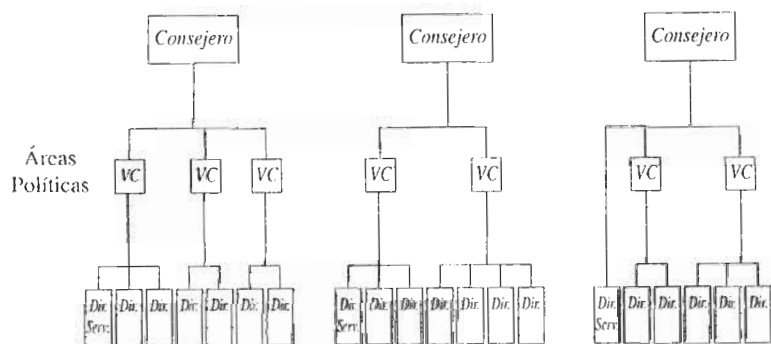 Consejero
Consejero
Consejero
Áreas
Políticas
VC
VC
VC
VC
VC
VC
VC
Dir. Serv.
Dir.
Dir.
Dir.
Dir.
Dir.
Dir.
Dir. Serv.
Dir.
Dir.
Dir.
Dir.
Dir.
Dir.
Dir. Serv.
Dir.
Dir.
Dir.
Dir.
Dir.